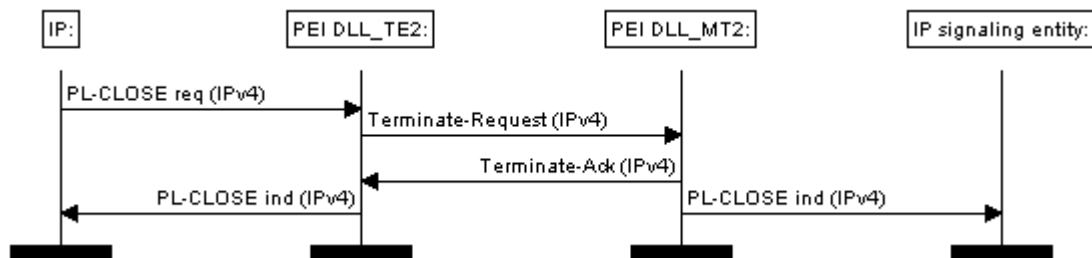 IP:
PEI DLL_TE2:
PEI DLL_MT2:
IP signaling entity:
PL-CLOSE req (IPv4)
Terminate-Request (IPv4)
Terminate-Ack (IPv4)
PL-CLOSE ind (IPv4)
PL-CLOSE ind (IPv4)